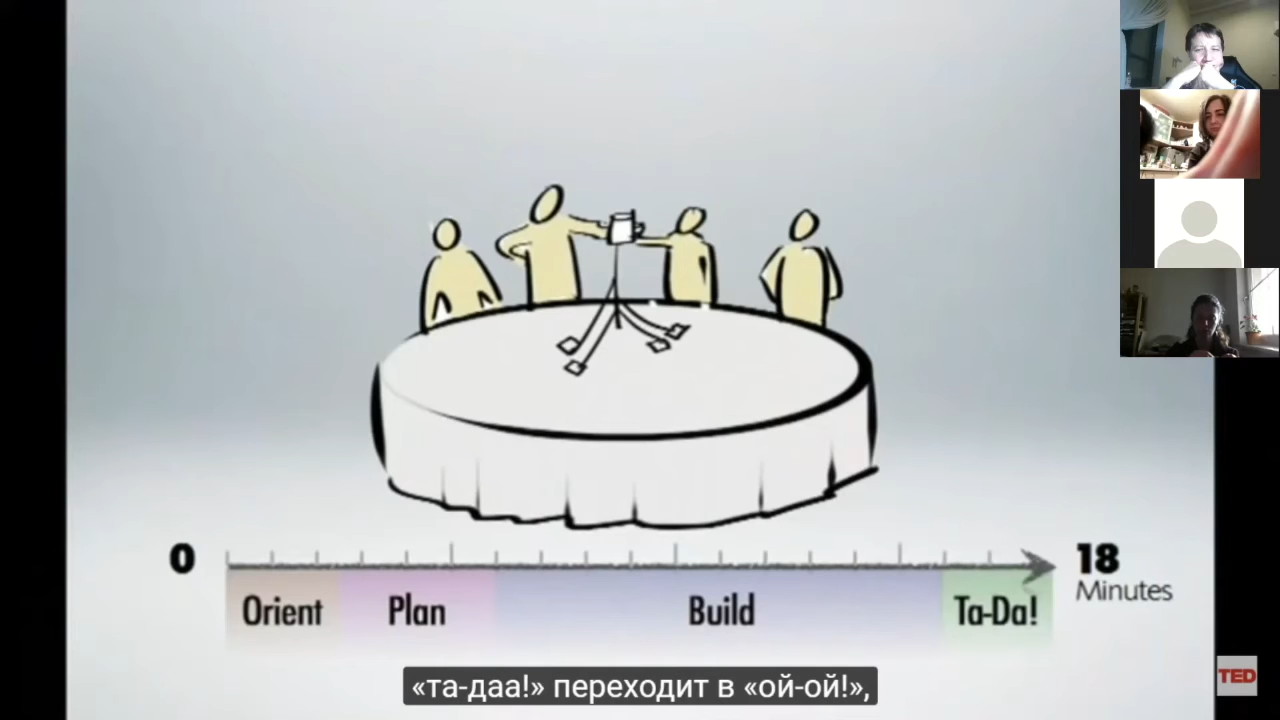 0
18
Minutes
Orient
Plan
Build
Ta-Da!
«та-даа!» переходит в «ой-ой!»,
TED